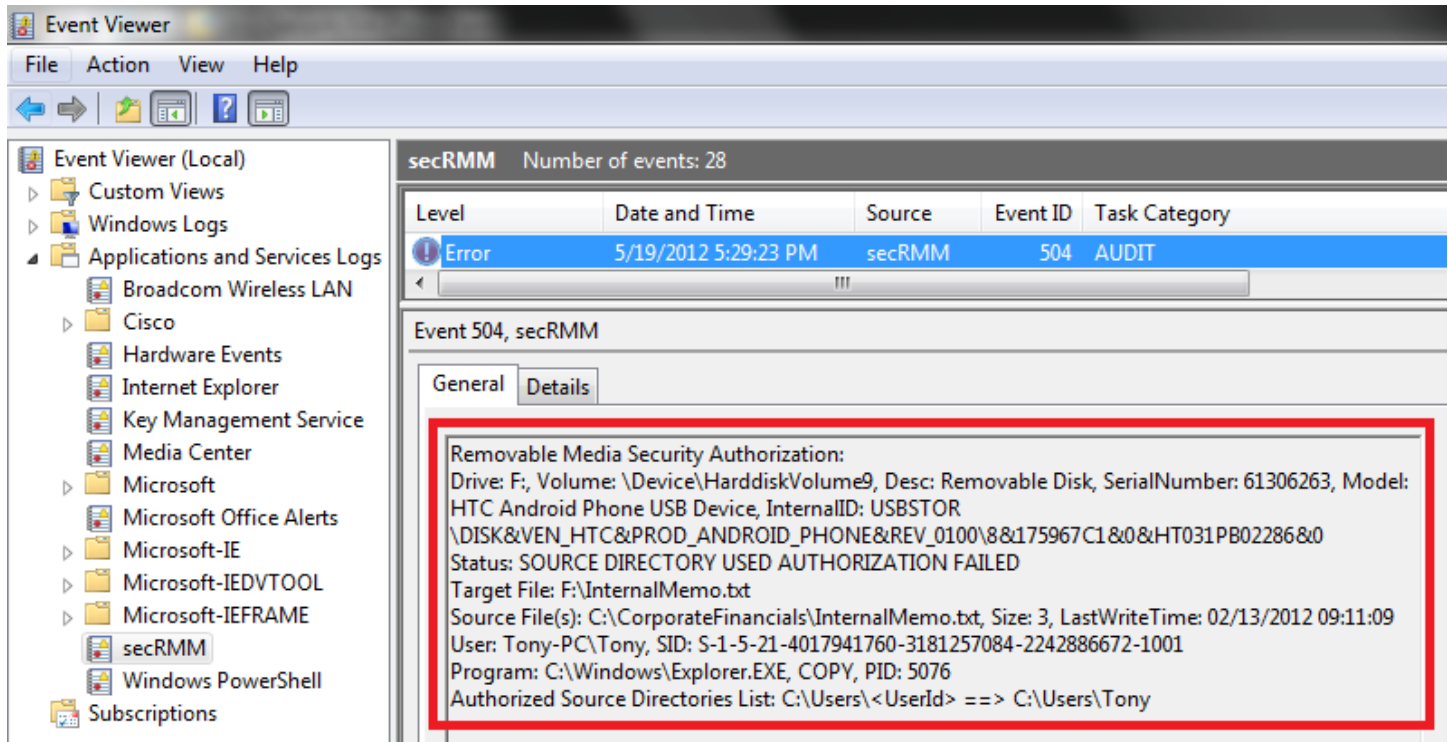 Event Viewer
File Action View Help
Event Viewer (Local)
Custom Views
Windows Logs
Applications and Services Logs
Broadcom Wireless LAN
Cisco
Hardware Events
Internet Explorer
Key Management Service
Media Center
Microsoft
Microsoft Office Alerts
Microsoft-IE
Microsoft-IEDVTOOL
Microsoft-IEFRAME
secRMM
Windows PowerShell
Subscriptions
secRMM Number of events: 28
Level Date and Time Source Event ID Task Category
Error 5/19/2012 5:29:23 PM secRMM 504 AUDIT
Event 504, secRMM
General Details
Removable Media Security Authorization:
Drive: F:, Volume: \Device\HarddiskVolume9, Desc: Removable Disk, SerialNumber: 61306263, Model:
HTC Android Phone USB Device, InternalID: USBSTOR
\DISK&VEN_HTC&PROD_ANDROID_PHONE&REV_0100\8&175967C1&0&HT031PB02286&0
Status: SOURCE DIRECTORY USED AUTHORIZATION FAILED
Target File: F:\InternalMemo.txt
Source File(s): C:\CorporateFinancials\InternalMemo.txt, Size: 3, LastWriteTime: 02/13/2012 09:11:09
User: Tony-PC\Tony, SID: S-1-5-21-4017941760-3181257084-2242886672-1001
Program: C:\Windows\Explorer.EXE, COPY, PID: 5076
Authorized Source Directories List: C:\Users\<UserId> ==> C:\Users\Tony